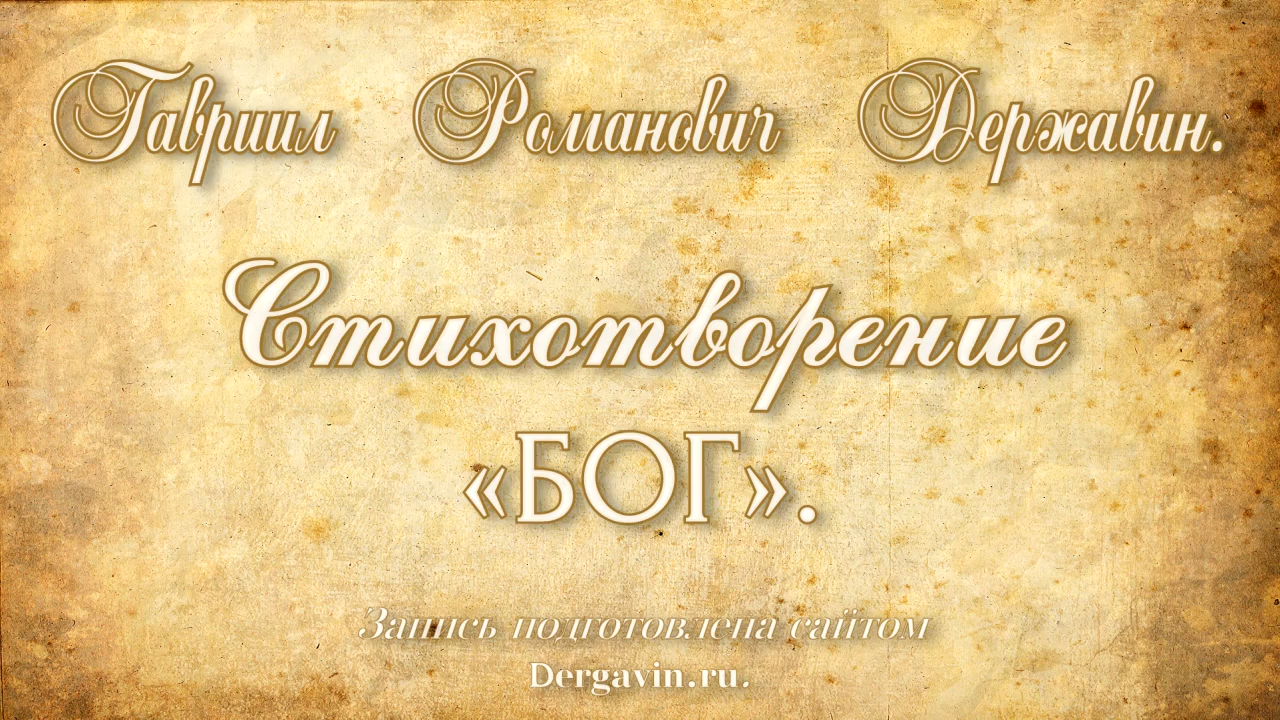 Гавриил Романович Державин.
Стихотворение
«БОГ».
Запись подготовлена сайтом
Dergavin.ru.